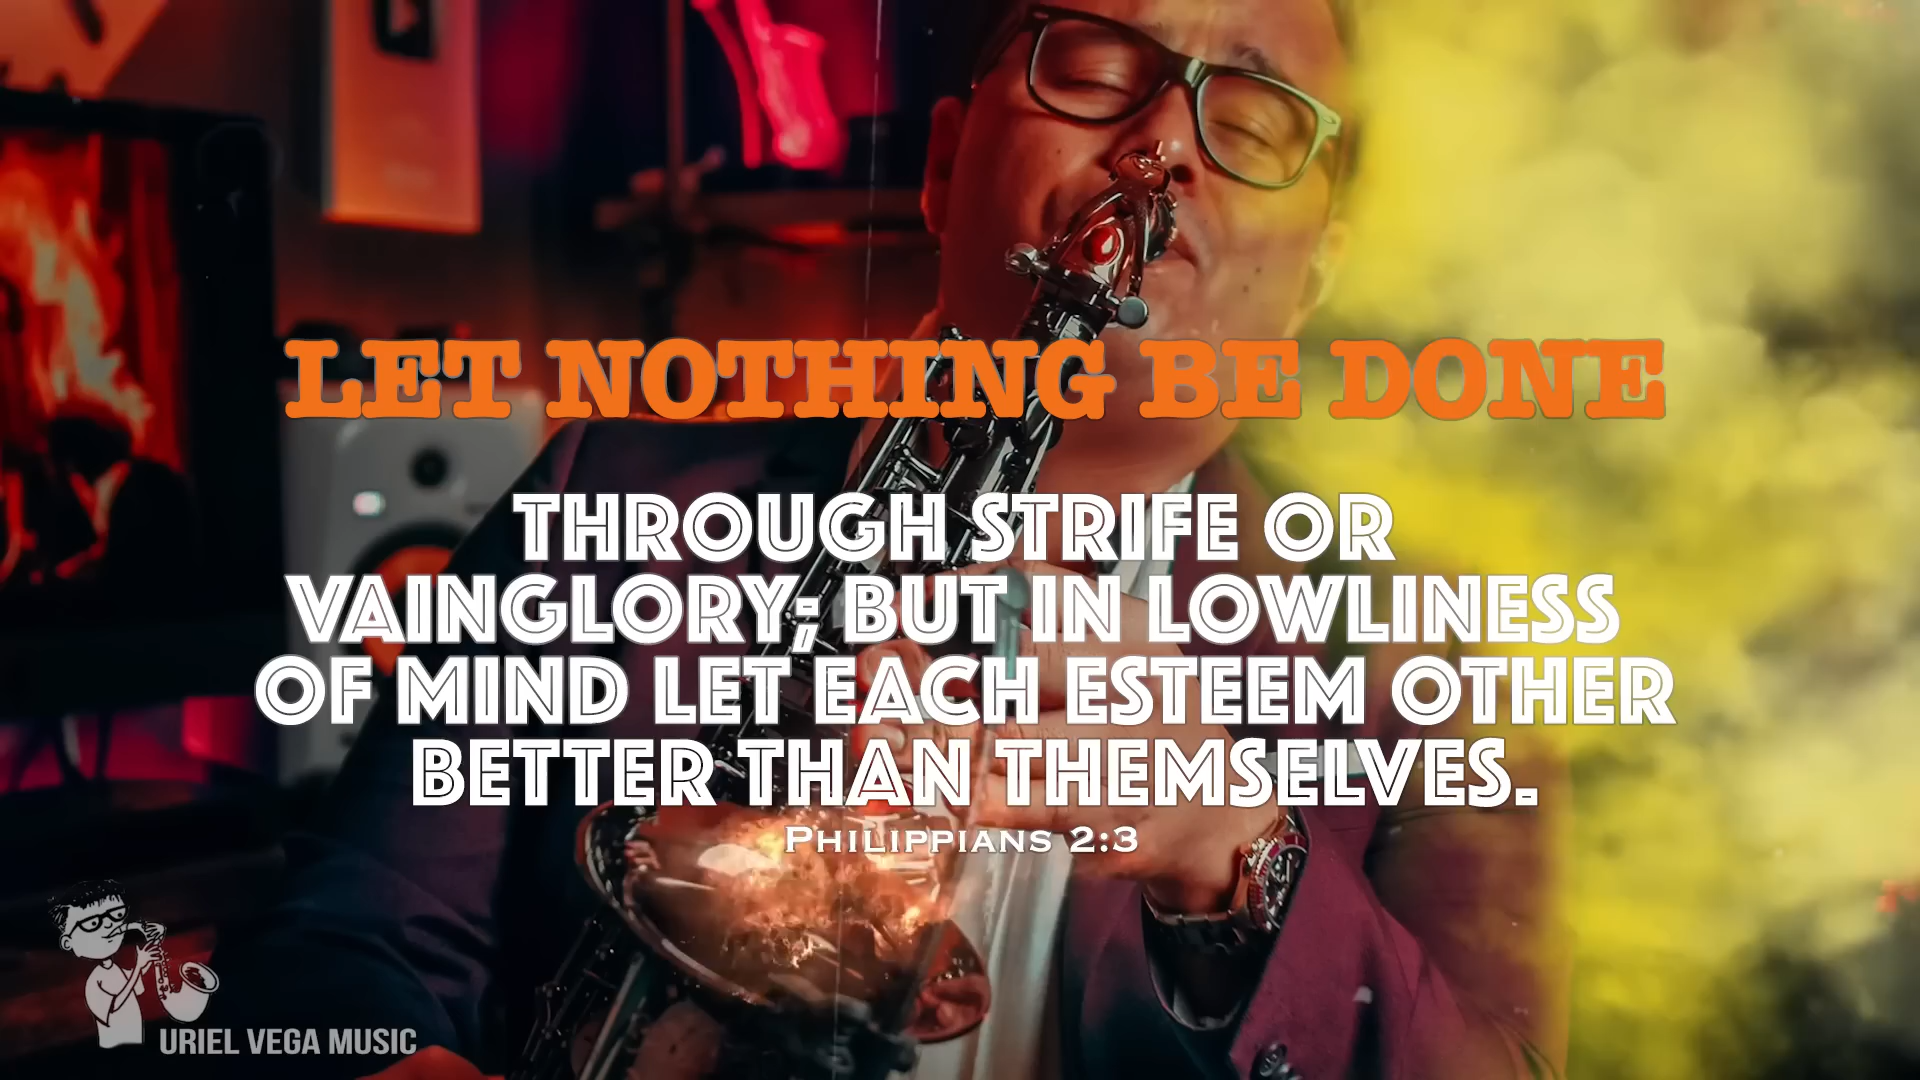 LET NOTHING BE DONE
THROUGH STRIFE OR
VAINGLORY; BUT IN LOWLINESS
OF MIND LET EACH ESTEEM OTHER
BETTER THAN THEMSELVES.
PHILIPPIANS 2:3
URIEL VEGA MUSIC